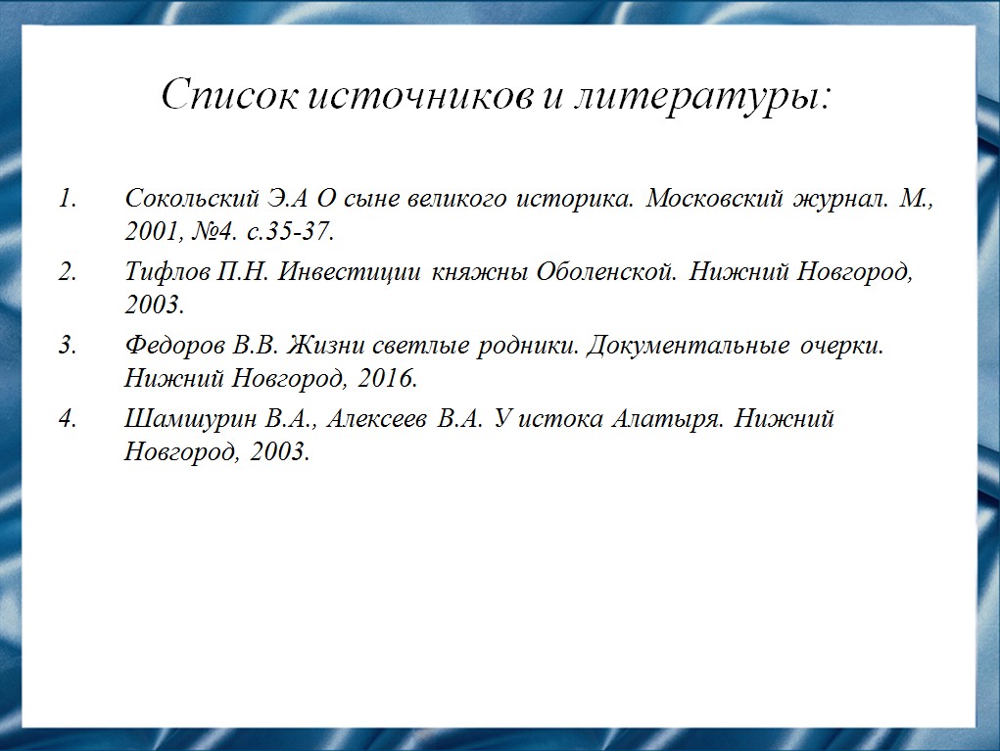 Список источников и литературы:
1. Сокольский Э.А О сыне великого историка. Московский журнал. М.,
2001, №4. с.35-37.
2. Тифлов П.Н. Инвестиции княжны Оболенской. Нижний Новгород,
2003.
3. Федоров В.В. Жизни светлые родники. Документальные очерки.
Нижний Новгород, 2016.
4. Шамшурин В.А., Алексеев В.А. У истока Алатыря. Нижний
Новгород, 2003.